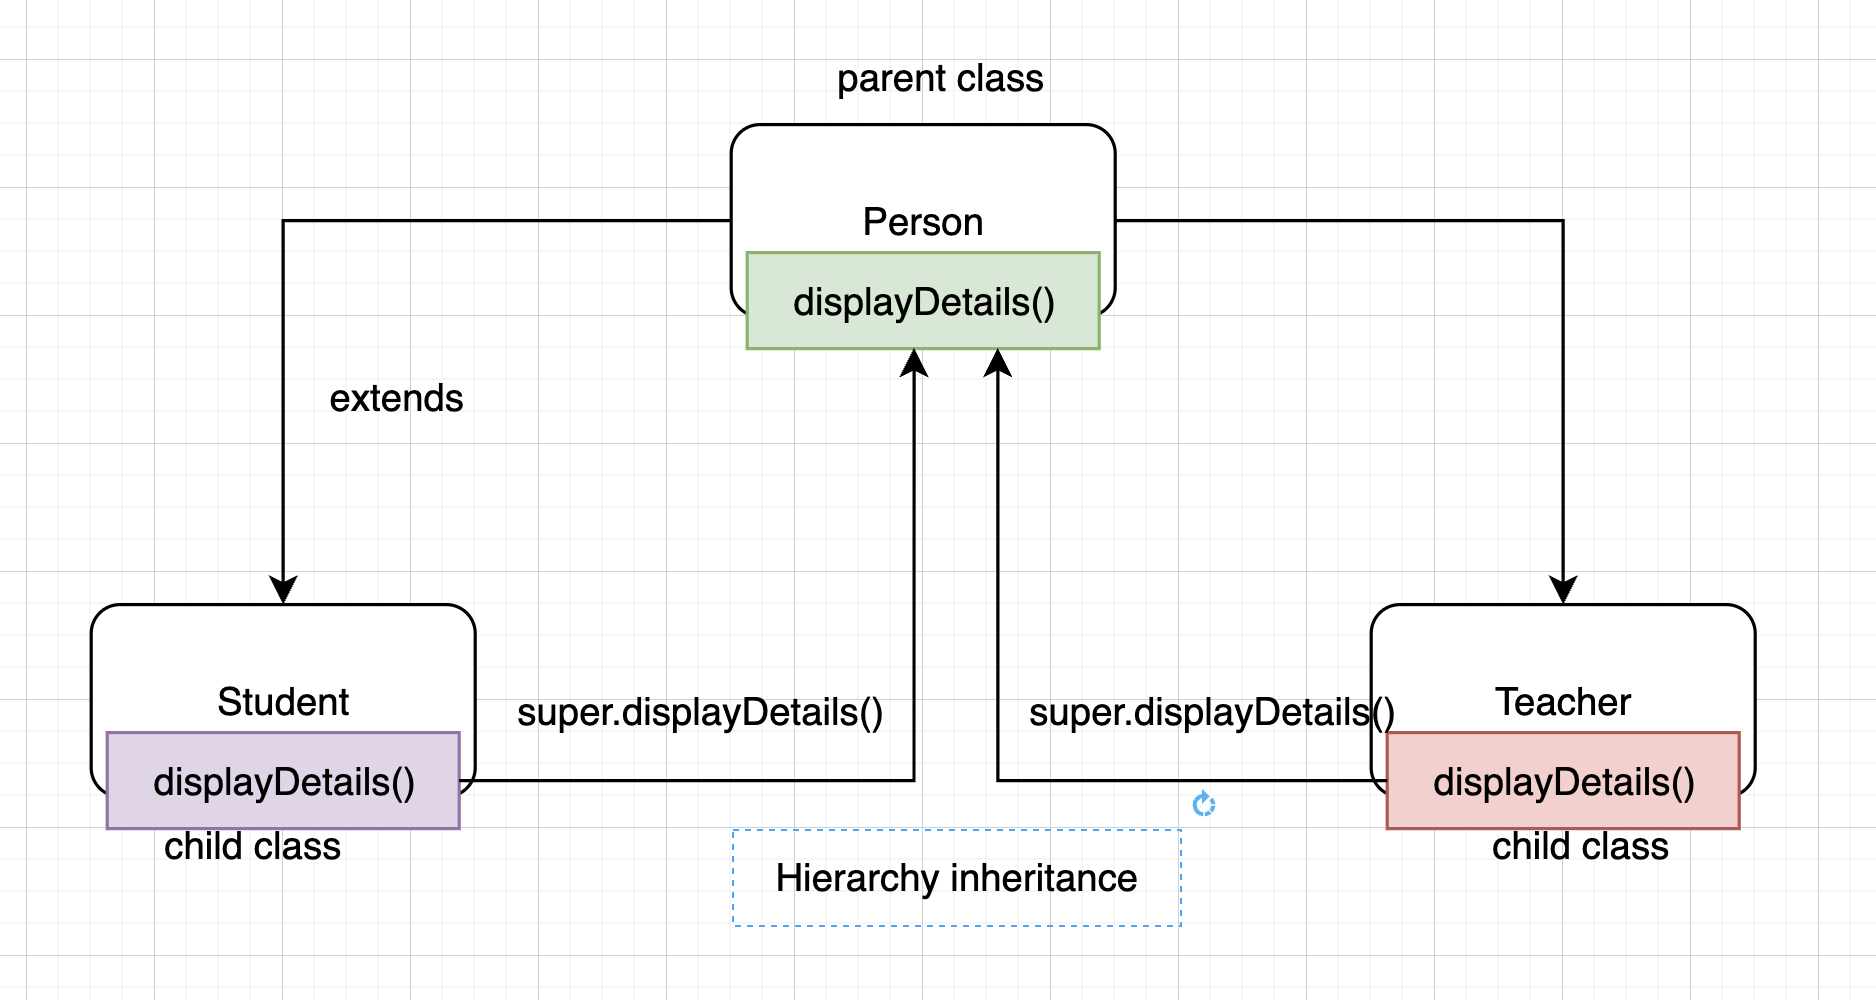 parent class
Person
displayDetails()
extends
Student
displayDetails()
child class
super.displayDetails()
super.displayDetails()
Teacher
displayDetails()
child class
Hierarchy inheritance